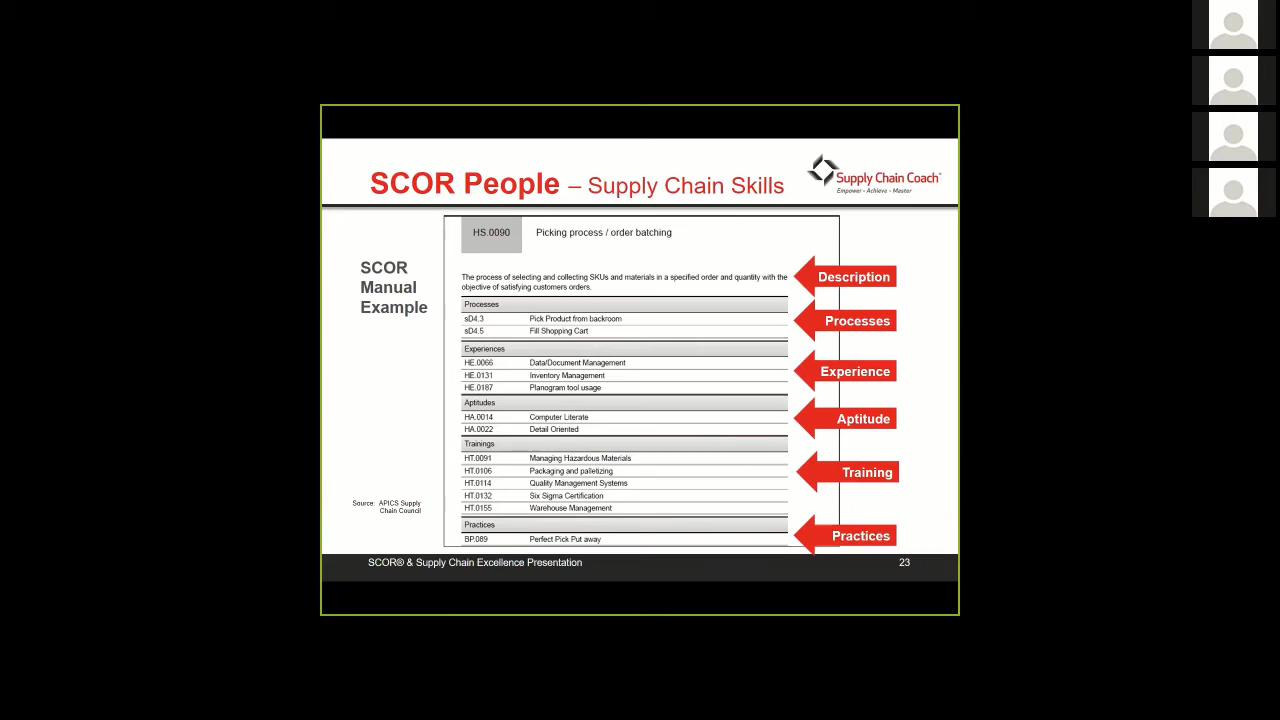 SCOR People – Supply Chain Skills
Supply Chain Coach
Empower - Achieve - Master
SCOR
Manual
Example
HS.0090 Picking process / order batching
The process of selecting and collecting SKUs and materials in a specified order and quantity with the
objective of satisfying customers orders.
Description
Processes
sD4.3 Pick Product from backroom
sD4.5 Fill Shopping Cart
Processes
Experiences
HE.0066 Data/Document Management
HE.0131 Inventory Management
HE.0187 Planogram tool usage
Experience
Aptitudes
HA.0014 Computer Literate
HA.0022 Detail Oriented
Aptitude
Trainings
HT.0091 Managing Hazardous Materials
HT.0106 Packaging and palletizing
HT.0114 Quality Management Systems
HT.0132 Six Sigma Certification
HT.0155 Warehouse Management
Training
Practices
BP.089 Perfect Pick Put away
Practices
Source: APICS Supply
Chain Council
SCOR® & Supply Chain Excellence Presentation 23